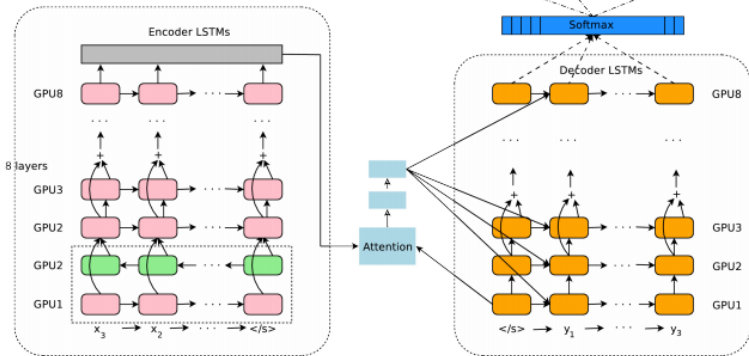 Softmax
Encoder LSTMs
Decoder LSTMs
GPU8
GPU8
8 layers
GPU3
GPU2
GPU2
GPU1
Attention
GPU3
GPU2
GPU1
x3 x2 </s>
</s> y1 y3